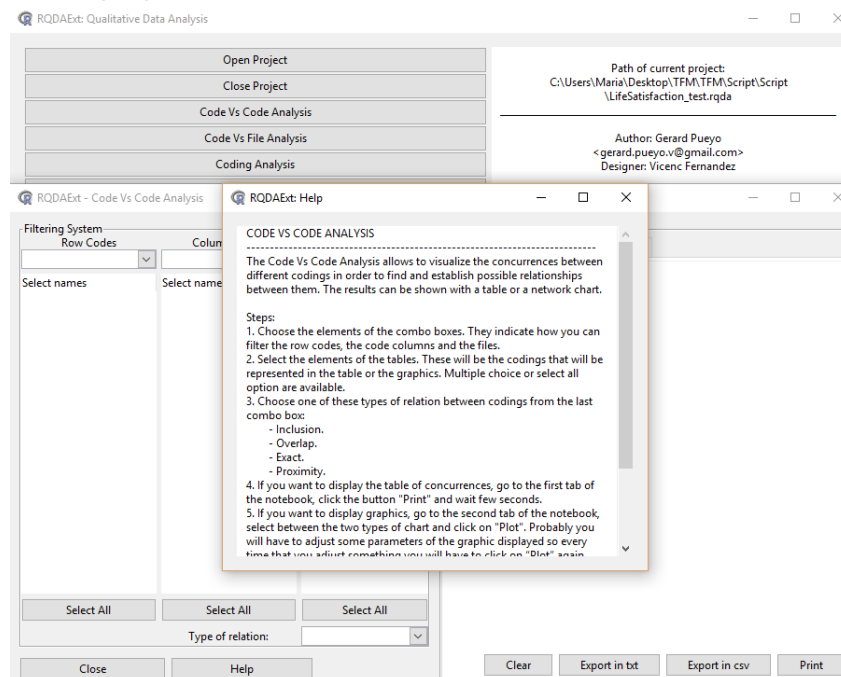 RQDAExt: Qualitative Data Analysis
Open Project
Close Project
Code Vs Code Analysis
Code Vs File Analysis
Coding Analysis
Path of current project:
C:\Users\Maria\Desktop\TFM\TFM\Script\Script
\LifeSatisfaction_test.rqda
Author: Gerard Pueyo
<gerard.pueyo.v@gmail.com>
Designer: Vicenc Fernandez
RQDAExt - Code Vs Code Analysis
Filtering System
Row Codes
Select names
Select name
Select All
Select All
Select All
Type of relation:
Close
Help
RQDAExt: Help
CODE VS CODE ANALYSIS
--------------------------------------------------------------------------------
The Code Vs Code Analysis allows to visualize the concurrences between
different codings in order to find and establish possible relationships
between them. The results can be shown with a table or a network chart.
Steps:
1. Choose the elements of the combo boxes. They indicate how you can
filter the row codes, the code columns and the files.
2. Select the elements of the tables. These will be the codings that will be
represented in the table or the graphics. Multiple choice or select all
option are available.
3. Choose one of these types of relation between codings from the last
combo box:
- Inclusion.
- Overlap.
- Exact.
- Proximity.
4. If you want to display the table of concurrences, go to the first tab of
the notebook, click the button "Print" and wait few seconds.
5. If you want to display graphics, go to the second tab of the notebook,
select between the two types of chart and click on "Plot". Probably you
will have to adjust some parameters of the graphic displayed so every
time that you adjust something you will have to click on "Plot" again
Clear
Export in txt
Export in csv
Print